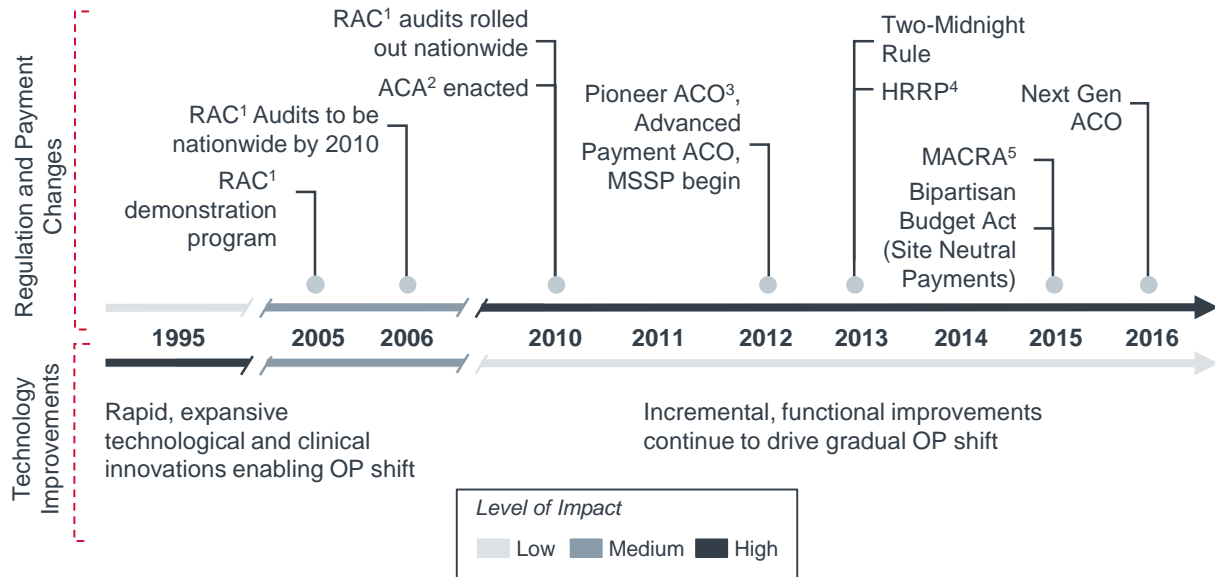 Regulation and Payment
Changes
RAC¹ audits rolled
out nationwide
ACA² enacted
RAC¹ Audits to be
nationwide by 2010
RAC¹
demonstration
program
Pioneer ACO³,
Advanced
Payment ACO,
MSSP begin
Two-Midnight
Rule
HRRP⁴
MACRA⁵
Bipartisan
Budget Act
(Site Neutral
Payments)
Next Gen
ACO
1995 2005 2006 2010 2011 2012 2013 2014 2015 2016
Technology
Improvements
Rapid, expansive
technological and clinical
innovations enabling OP shift
Incremental, functional improvements
continue to drive gradual OP shift
Level of Impact
Low Medium High